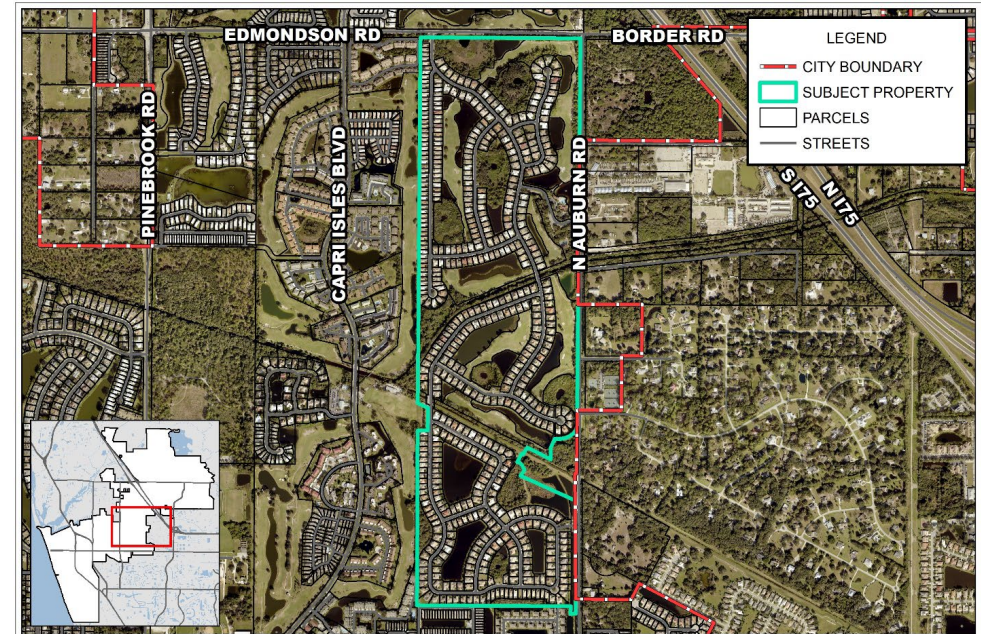 EDMONDSON RD
BORDER RD
LEGEND
CITY BOUNDARY
SUBJECT PROPERTY
PARCELS
STREETS
PINEBROOK RD
CAPRI ISLES BLVD
N AUBURN RD
S I75
N I75